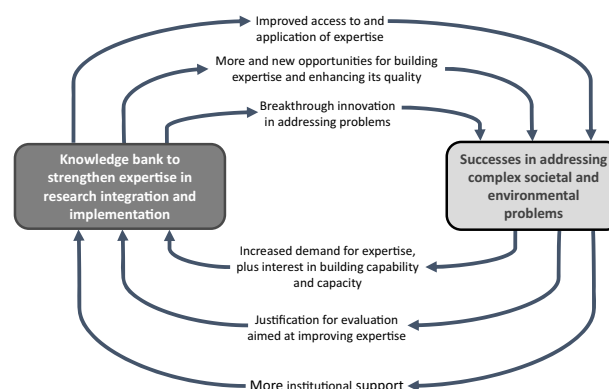 Improved access to and
application of expertise
More and new opportunities for building
expertise and enhancing its quality
Breakthrough innovation
in addressing problems
Knowledge bank to
strengthen expertise in
research integration and
implementation
Successes in addressing
complex societal and
environmental
problems
Increased demand for expertise,
plus interest in building capability
and capacity
Justification for evaluation
aimed at improving expertise
More institutional support